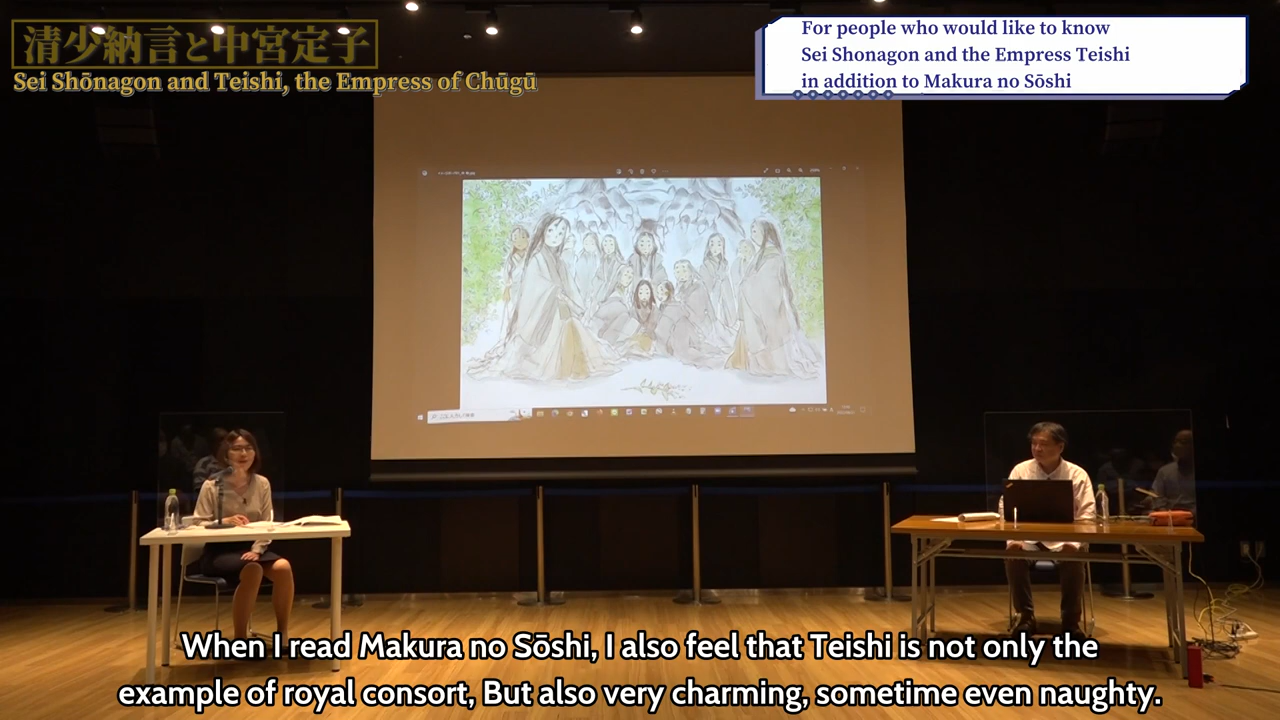 清少納言と中宮定子
Sei Shōnagon and Teishi, the Empress of Chūgū
For people who would like to know
Sei Shonagon and the Empress Teishi
in addition to Makura no Sōshi
When I read Makura no Sōshi, I also feel that Teishi is not only the
example of royal consort, But also very charming, sometime even naughty.